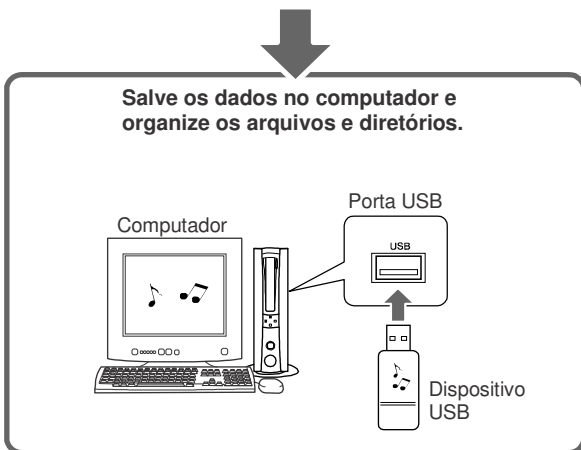 Salve os dados no computador e
organize os arquivos e diretórios.
Porta USB
Computador
USB
Dispositivo
USB